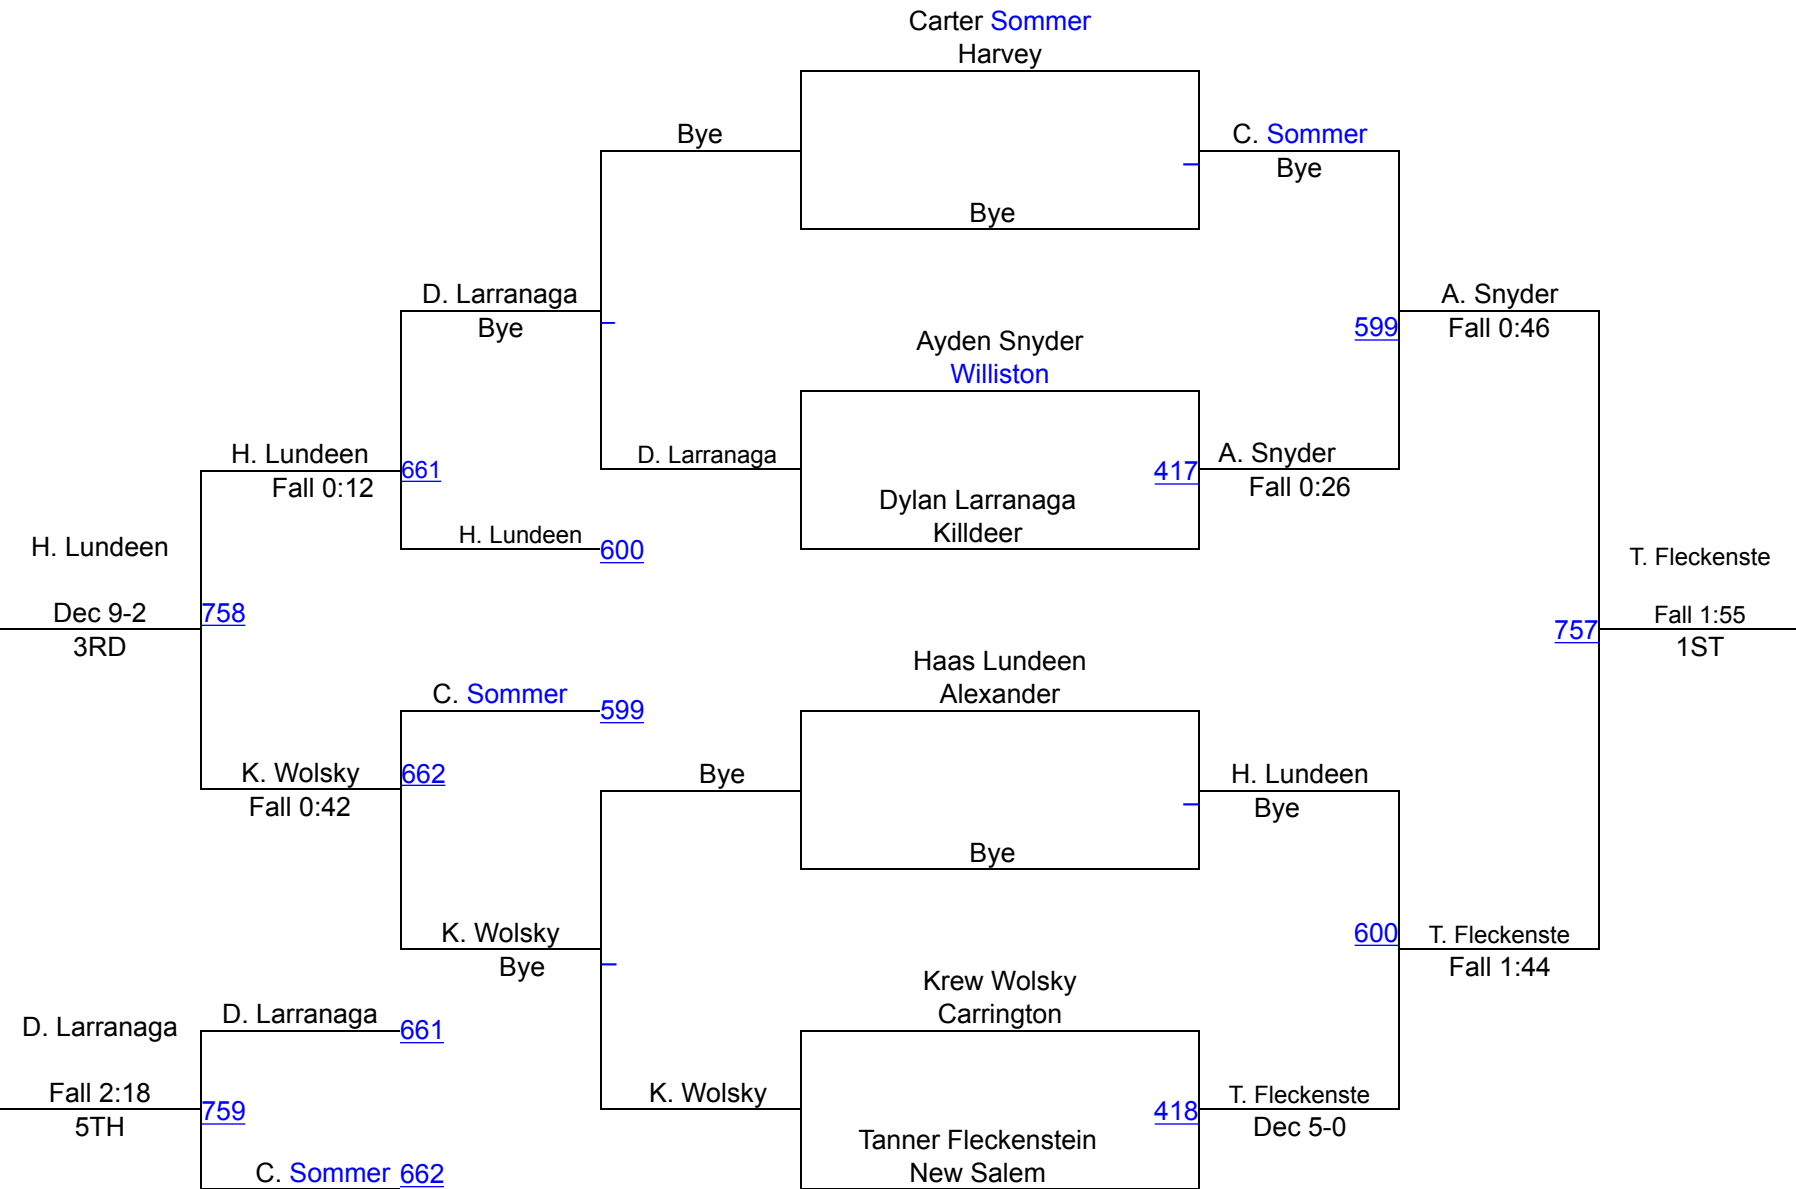 Carter Sommer
Harvey
Bye
C. Sommer
Bye
Bye
D. Larranaga
Bye
A. Snyder
Fall 0:46
599
Ayden Snyder
Williston
H. Lundeen
Fall 0:12
661
D. Larranaga
417
A. Snyder
Fall 0:26
Dylan Larranaga
Killdeer
H. Lundeen
600
H. Lundeen
Dec 9-2
3RD
758
T. Fleckenste
Fall 1:55
1ST
757
Haas Lundeen
Alexander
C. Sommer
599
K. Wolsky
Fall 0:42
662
Bye
H. Lundeen
Bye
Bye
K. Wolsky
Bye
600
T. Fleckenste
Fall 1:44
Krew Wolsky
Carrington
D. Larranaga
D. Larranaga
661
Fall 2:18
5TH
759
K. Wolsky
418
T. Fleckenste
Dec 5-0
Tanner Fleckenstein
New Salem
C. Sommer
662